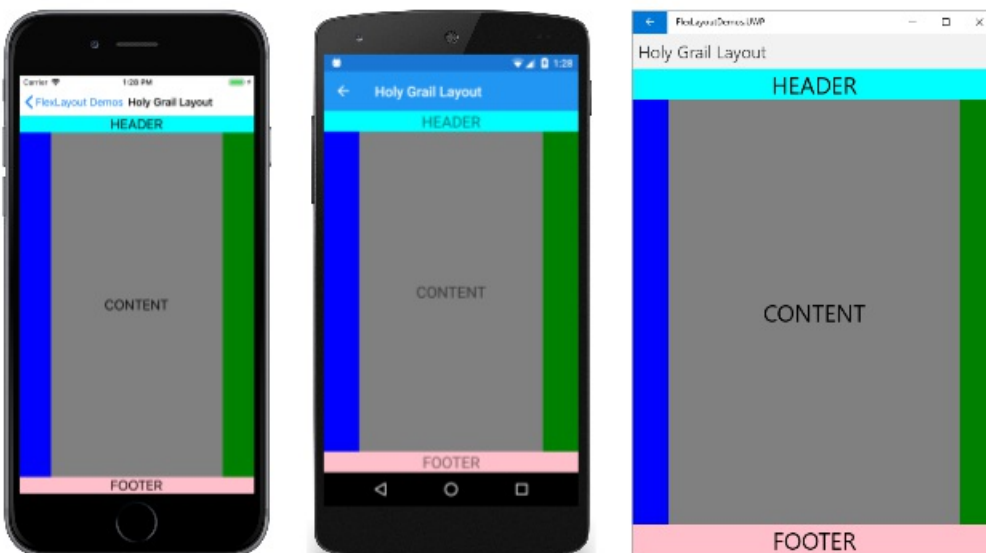 Carrier 1:28 PM
FlexLayout Demos Holy Grail Layout
HEADER
CONTENT
FOOTER
1:28
Holy Grail Layout
HEADER
CONTENT
FOOTER
FlexLayoutDemos.UWP
Holy Grail Layout
HEADER
CONTENT
FOOTER